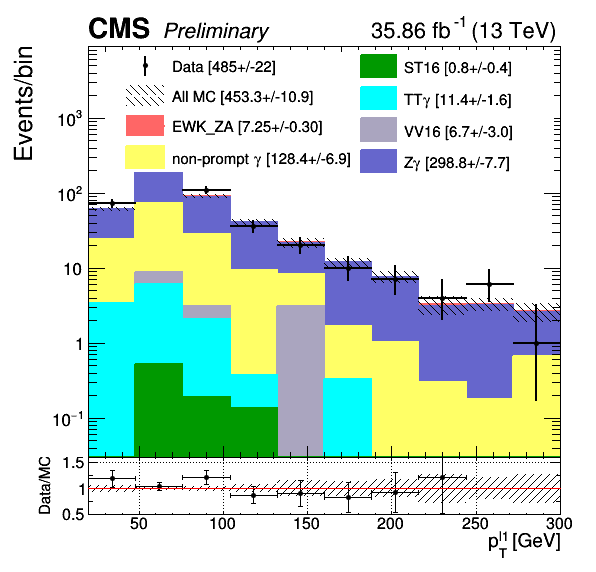 CMS Preliminary 35.86 fb⁻¹ (13 TeV)
Events/bin
Data [485+/-22]
All MC [453.3+/-10.9]
EWK_ZA [7.25+/-0.30]
non-prompt γ [128.4+/-6.9]
ST16 [0.8+/-0.4]
TTγ [11.4+/-1.6]
VV16 [6.7+/-3.0]
Zγ [298.8+/-7.7]
10³
10²
10
1
10⁻¹
Data/MC
1.5
1
0.5
50 100 150 200 250 300
p_T^l1 [GeV]